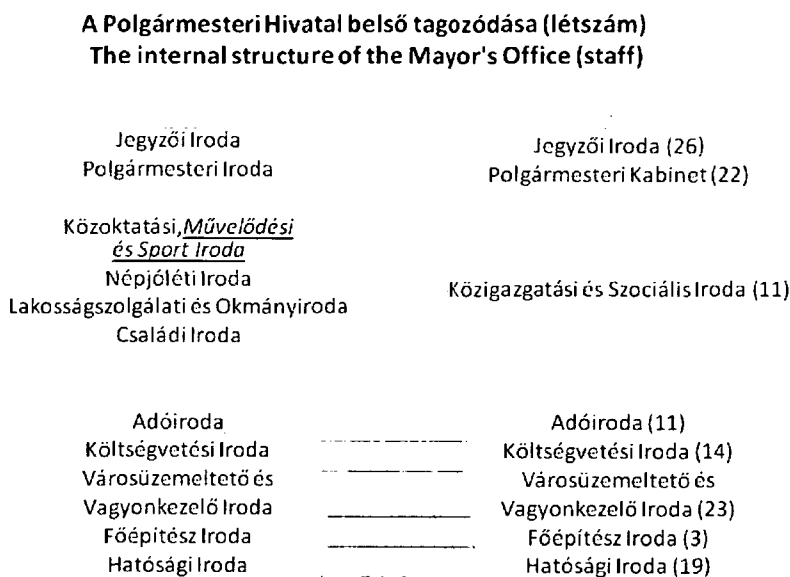 A Polgármesteri Hivatal belső tagozódása (létszám)
The internal structure of the Mayor's Office (staff)
Jegyzői Iroda
Polgármesteri Iroda
Közoktatási, Művelődési
és Sport Iroda
Népjóléti Iroda
Lakosságszolgálati és Okmányiroda
Családi Iroda
Adóiroda
Költségvetési Iroda
Városüzemeltető és
Vagyonkezelő Iroda
Főépítész Iroda
Hatósági Iroda
Jegyzői Iroda (26)
Polgármesteri Kabinet (22)
Közigazgatási és Szociális Iroda (11)
Adóiroda (11)
Költségvetési Iroda (14)
Városüzemeltető és
Vagyonkezelő Iroda (23)
Főépítész Iroda (3)
Hatósági Iroda (19)